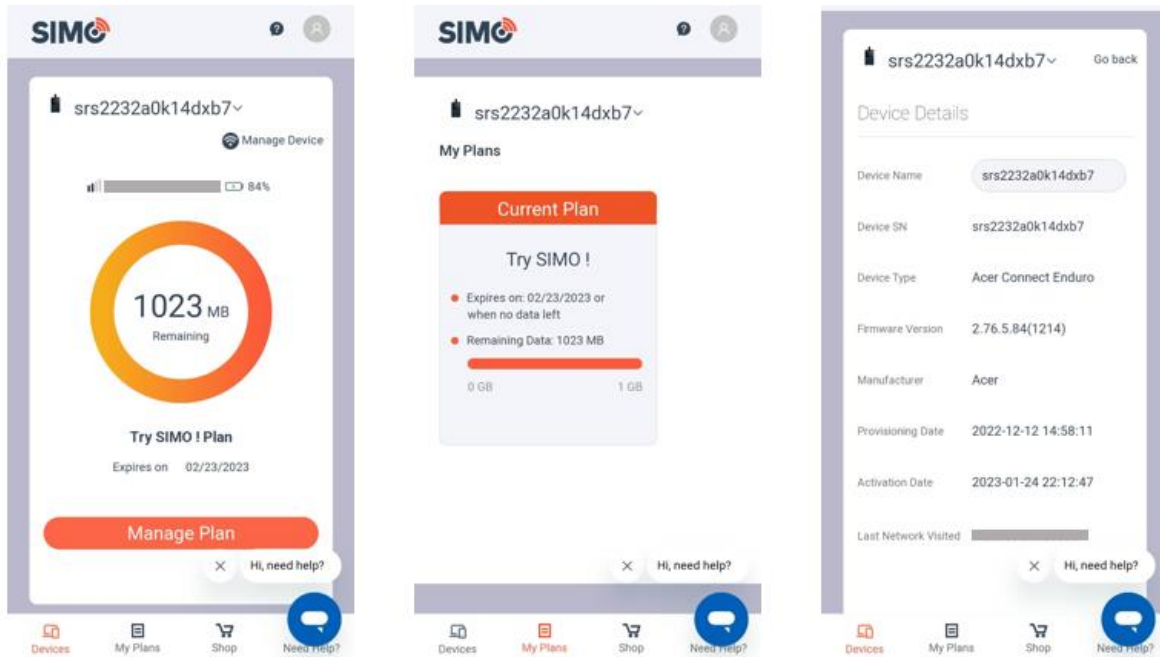 SIMO
srs2232a0k14dxb7
Manage Device
84%
1023 MB
Remaining
Try SIMO ! Plan
Expires on 02/23/2023
Manage Plan
Hi, need help?
Devices
My Plans
Shop
Need Help?
SIMO
srs2232a0k14dxb7
My Plans
Current Plan
Try SIMO !
Expires on: 02/23/2023 or
when no data left
Remaining Data: 1023 MB
0 GB 1 GB
Hi, need help?
Devices
My Plans
Shop
Need Help?
srs2232a0k14dxb7
Go back
Device Details
Device Name srs2232a0k14dxb7
Device SN srs2232a0k14dxb7
Device Type Acer Connect Enduro
Firmware Version 2.76.5.84(1214)
Manufacturer Acer
Provisioning Date 2022-12-12 14:58:11
Activation Date 2023-01-24 22:12:47
Last Network Visited
Hi, need help?
Devices
My Plans
Shop
Need Help?